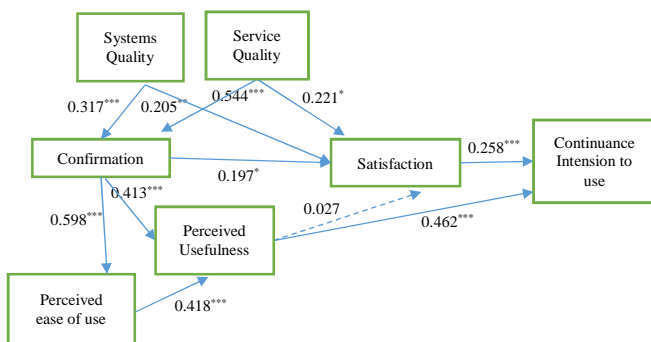 Systems
Quality
Service
Quality
0.317***
0.205**
0.544***
0.221*
Confirmation
Satisfaction
0.258***
Continuance
Intension to
use
0.197*
0.413***
0.598***
0.027
Perceived
Usefulness
0.462***
Perceived
ease of use
0.418***